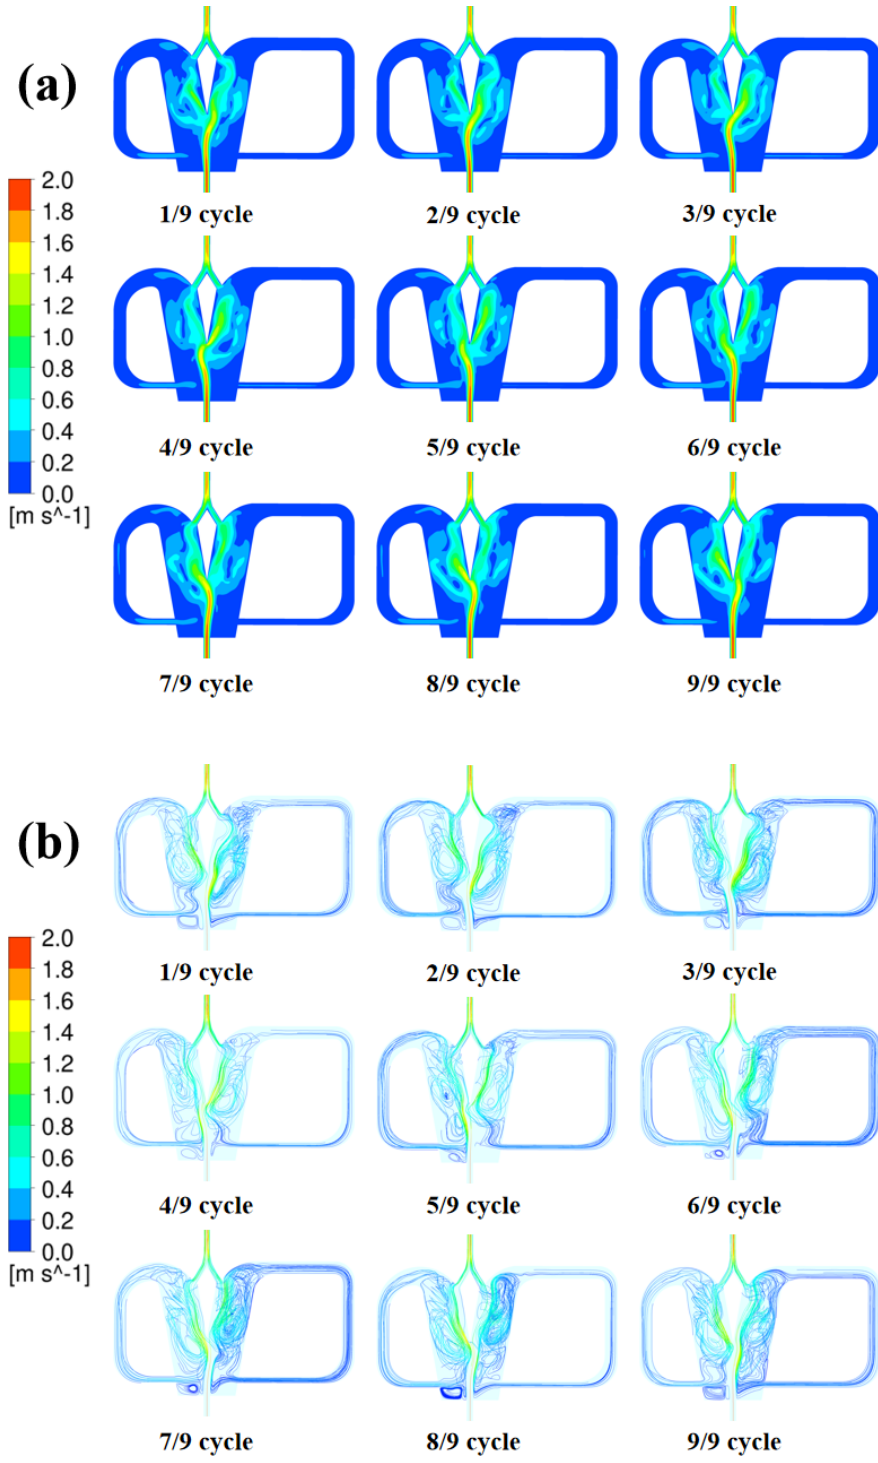 (a)
2.0
1.8
1.6
1.4
1.2
1.0
0.8
0.6
0.4
0.2
0.0
[m s^-1]
1/9 cycle
2/9 cycle
3/9 cycle
4/9 cycle
5/9 cycle
6/9 cycle
7/9 cycle
8/9 cycle
9/9 cycle
(b)
2.0
1.8
1.6
1.4
1.2
1.0
0.8
0.6
0.4
0.2
0.0
[m s^-1]
1/9 cycle
2/9 cycle
3/9 cycle
4/9 cycle
5/9 cycle
6/9 cycle
7/9 cycle
8/9 cycle
9/9 cycle